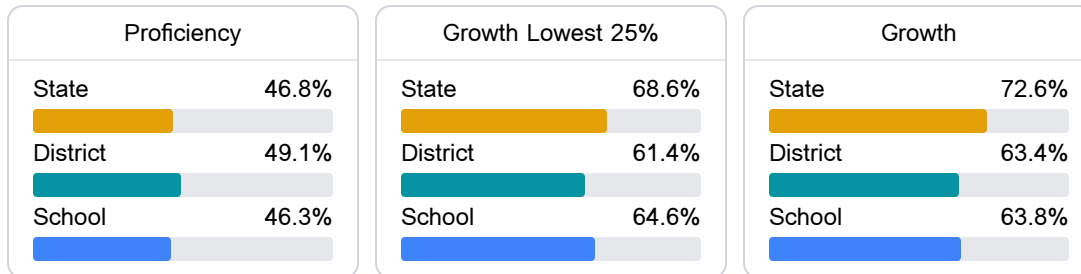 Proficiency
State 46.8%
District 49.1%
School 46.3%
Growth Lowest 25%
State 68.6%
District 61.4%
School 64.6%
Growth
State 72.6%
District 63.4%
School 63.8%